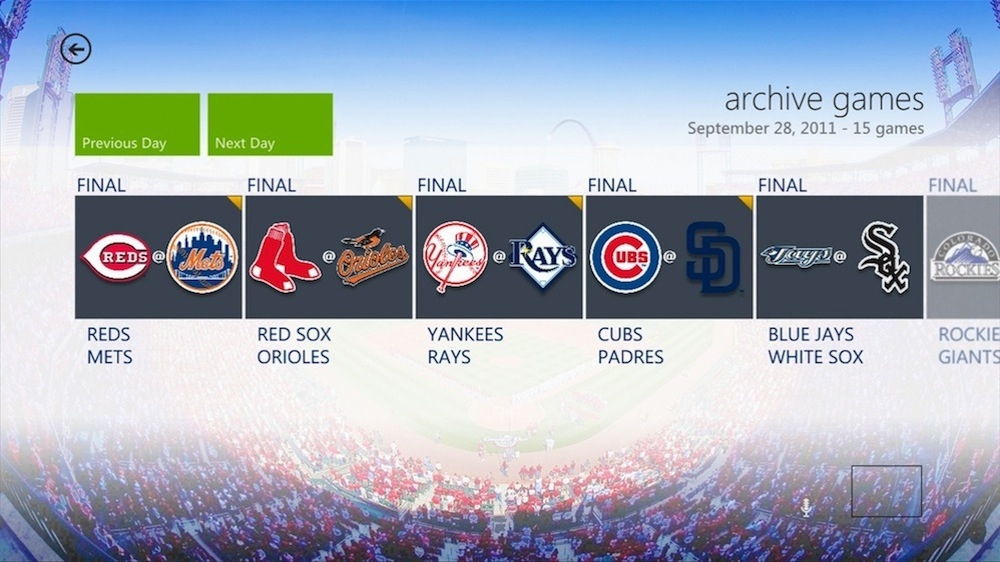 archive games
September 28, 2011 - 15 games
Previous Day
Next Day
FINAL
FINAL
FINAL
FINAL
FINAL
FINAL
REDS
@
Mets
@
Orioles
Yankees
@
RAYS
CUBS
@
SD
Jays
@
Sox
COLORADO
ROCKIES
REDS
METS
RED SOX
ORIOLES
YANKEES
RAYS
CUBS
PADRES
BLUE JAYS
WHITE SOX
ROCKIE
GIANTS